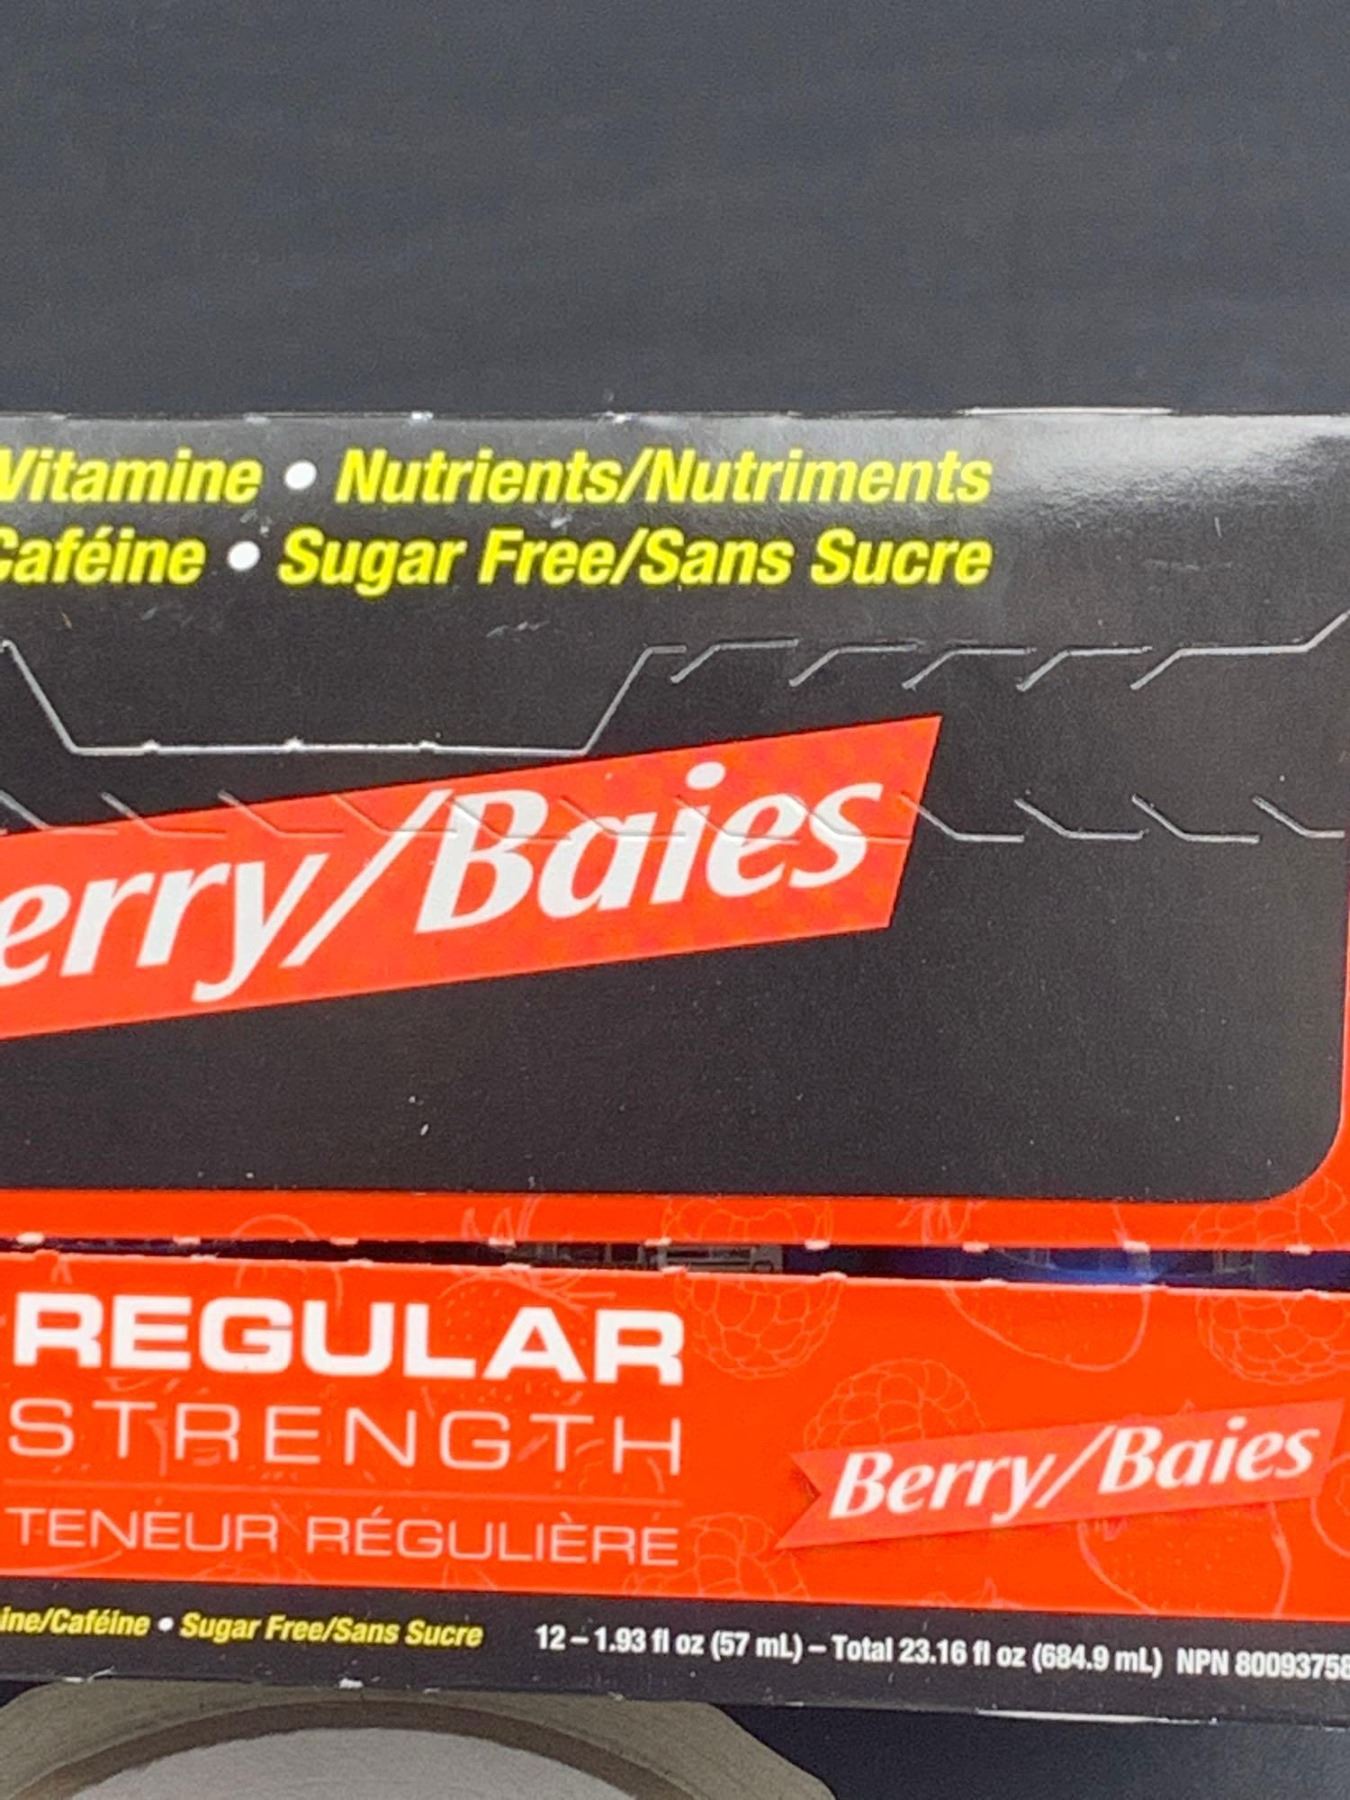 Vitamine • Nutrients/Nutriments
Caféine • Sugar Free/Sans Sucre
erry/Baies
REGULAR
STRENGTH
TENEUR RÉGULIÈRE
Berry/Baies
ine/Caféine • Sugar Free/Sans Sucre
12 – 1.93 fl oz (57 mL) – Total 23.16 fl oz (684.9 mL) NPN 80093758